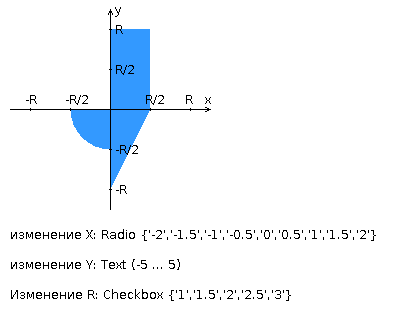 y
R
R/2
-R
-R/2
R/2
R
x
-R/2
-R
изменение X: Radio {'-2','-1.5','-1','-0.5','0','0.5','1','1.5','2'}
изменение Y: Text (-5 ... 5)
Изменение R: Checkbox {'1','1.5','2','2.5','3'}